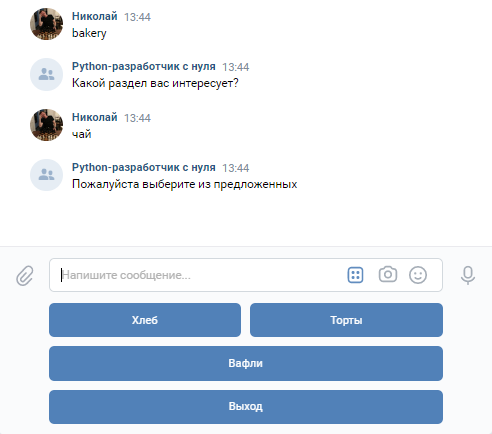 Николай 13:44
bakery
Python-разработчик с нуля 13:44
Какой раздел вас интересует?
Николай 13:44
чай
Python-разработчик с нуля 13:44
Пожалуйста выберите из предложенных
Напишите сообщение...
Хлеб Торты
Вафли
Выход